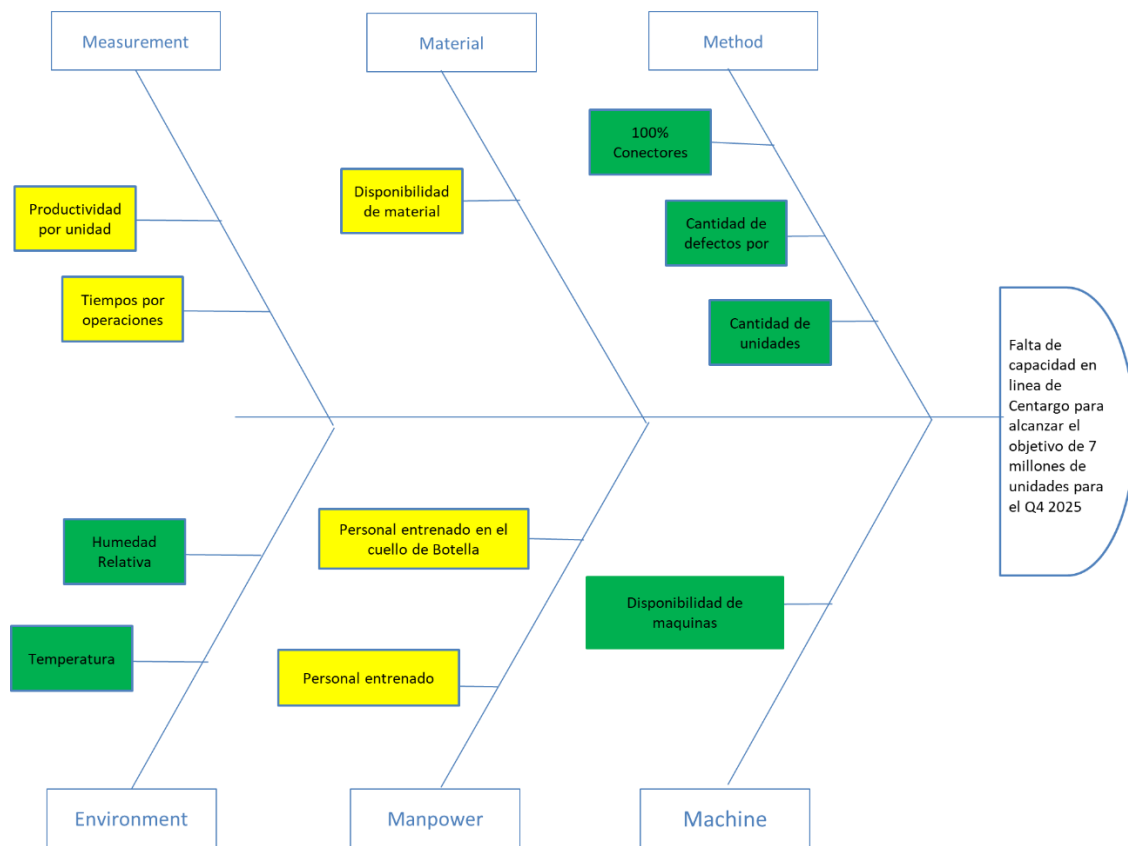 Measurement
Material
Method
100%
Conectores
Disponibilidad
de material
Productividad
por unidad
Cantidad de
defectos por
Tiempos por
operaciones
Cantidad de
unidades
Falta de
capacidad en
linea de
Centargo para
alcanzar el
objetivo de 7
millones de
unidades para
el Q4 2025
Humedad
Relativa
Personal entrenado en el
cuello de Botella
Disponibilidad de
maquinas
Temperatura
Personal entrenado
Environment
Manpower
Machine